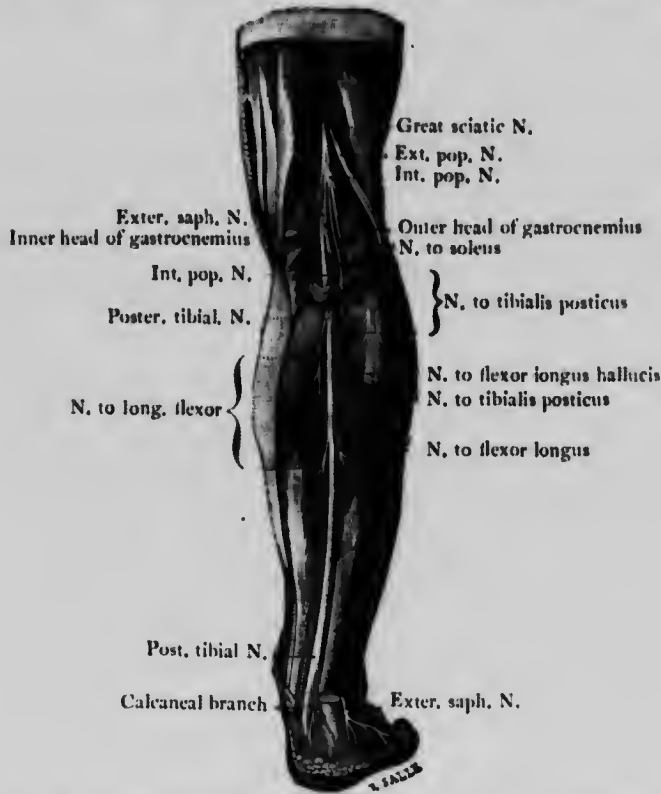 Great sciatic N.
Ext. pop. N.
Int. pop. N.
Exter. saph. N.
Inner head of gastrocnemius
Outer head of gastrocnemius
N. to soleus
Int. pop. N.
Poster. tibial. N.
N. to tibialis posticus
N. to long. flexor
N. to flexor longus hallucis
N. to tibialis posticus
N. to flexor longus
Post. tibial N.
Calcaneal branch
Exter. saph. N.
SALLE